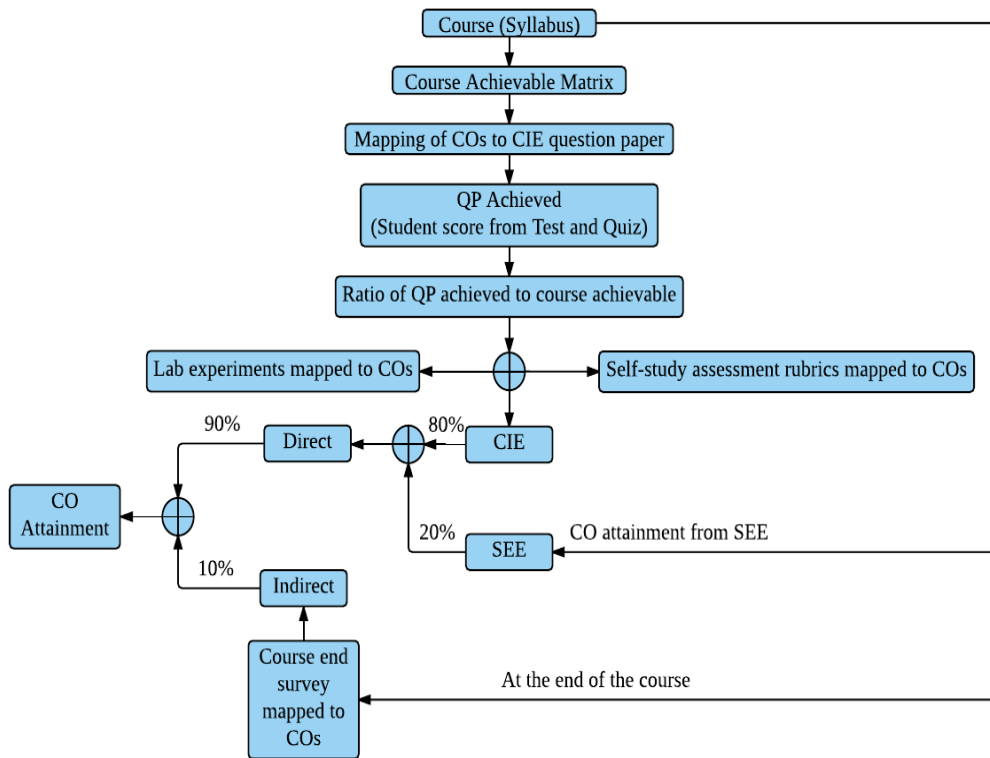 Course (Syllabus)
Course Achievable Matrix
Mapping of COs to CIE question paper
QP Achieved
(Student score from Test and Quiz)
Ratio of QP achieved to course achievable
Lab experiments mapped to COs
Self-study assessment rubrics mapped to COs
90%
Direct
80%
CIE
CO
Attainment
20%
SEE
CO attainment from SEE
10%
Indirect
Course end
survey
mapped to
COs
At the end of the course